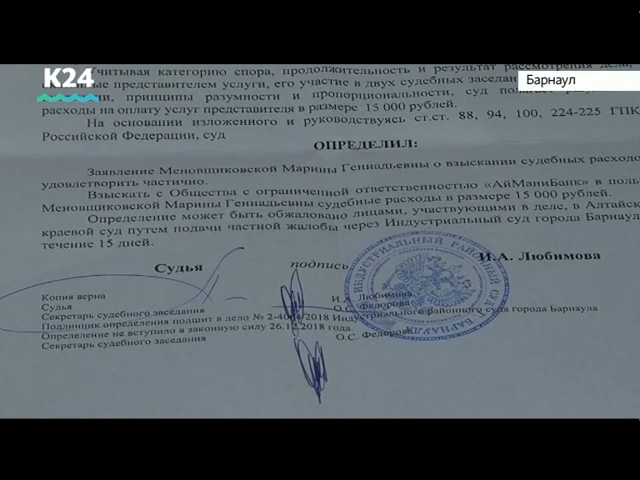 К24
Барнаул
Учитывая категорию спора, продолжительность и результат рассмотрения дела,
представителем услуги, его участие в двух судебных
принципы разумности и пропорциональности, суд
расходы на оплату услуг представителя в размере 15 000 рублей.
На основании изложенного и руководствуясь ст.ст. 88, 94, 100, 224-225 ГПК
Российской Федерации, суд
ОПРЕДЕЛИЛ:
Заявление Меновщиковской Марины Геннадьевны о взыскании судебных
удовлетворить частично.
Взыскать с Общества с ограниченной ответственностью «АйМаниБанк» в
Меновщиковской Марины Геннадьевны судебные расходы в размере 15 000 рублей.
Определение может быть обжаловано лицами, участвующими в деле, в
краевой суд путем подачи частной жалобы через Индустриальный суд города
течение 15 дней.
Судья подпись И.А. Любимова
Копия верна
Судья И.А. Любимова
Секретарь судебного заседания О.С. Федорова
Подлинник определения подшит в дело № Индустриального районного суда города Барнаула
Определение не вступило в законную силу 26.12.2018 года.
Секретарь судебного заседания О.С. Федорова
ИНДУСТРИАЛЬНЫЙ РАЙОННЫЙ СУД Г. БАРНАУЛА